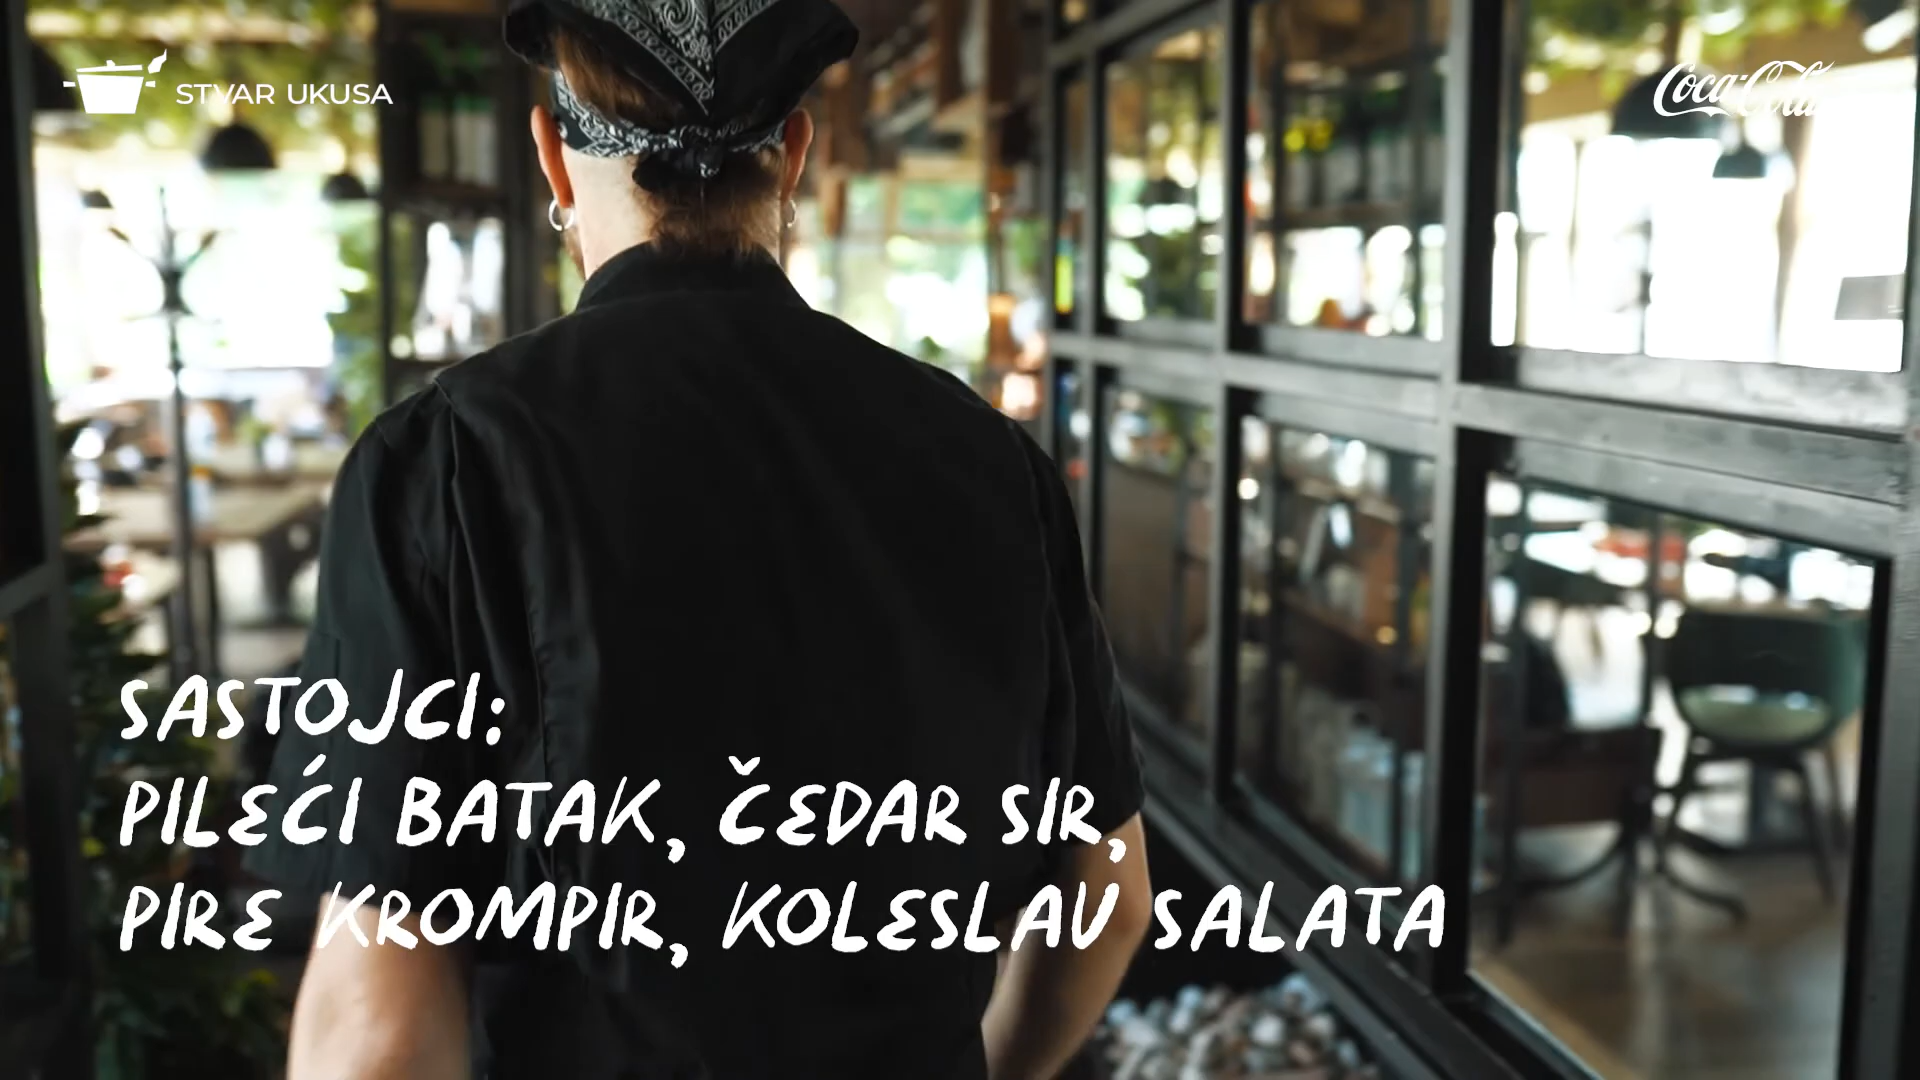 STVAR UKUSA
Coca-Cola
SASTOJCI:
PILEĆI BATAK, ČEDAR SIR,
PIRE KROMPIR, KOLESLAV SALATA